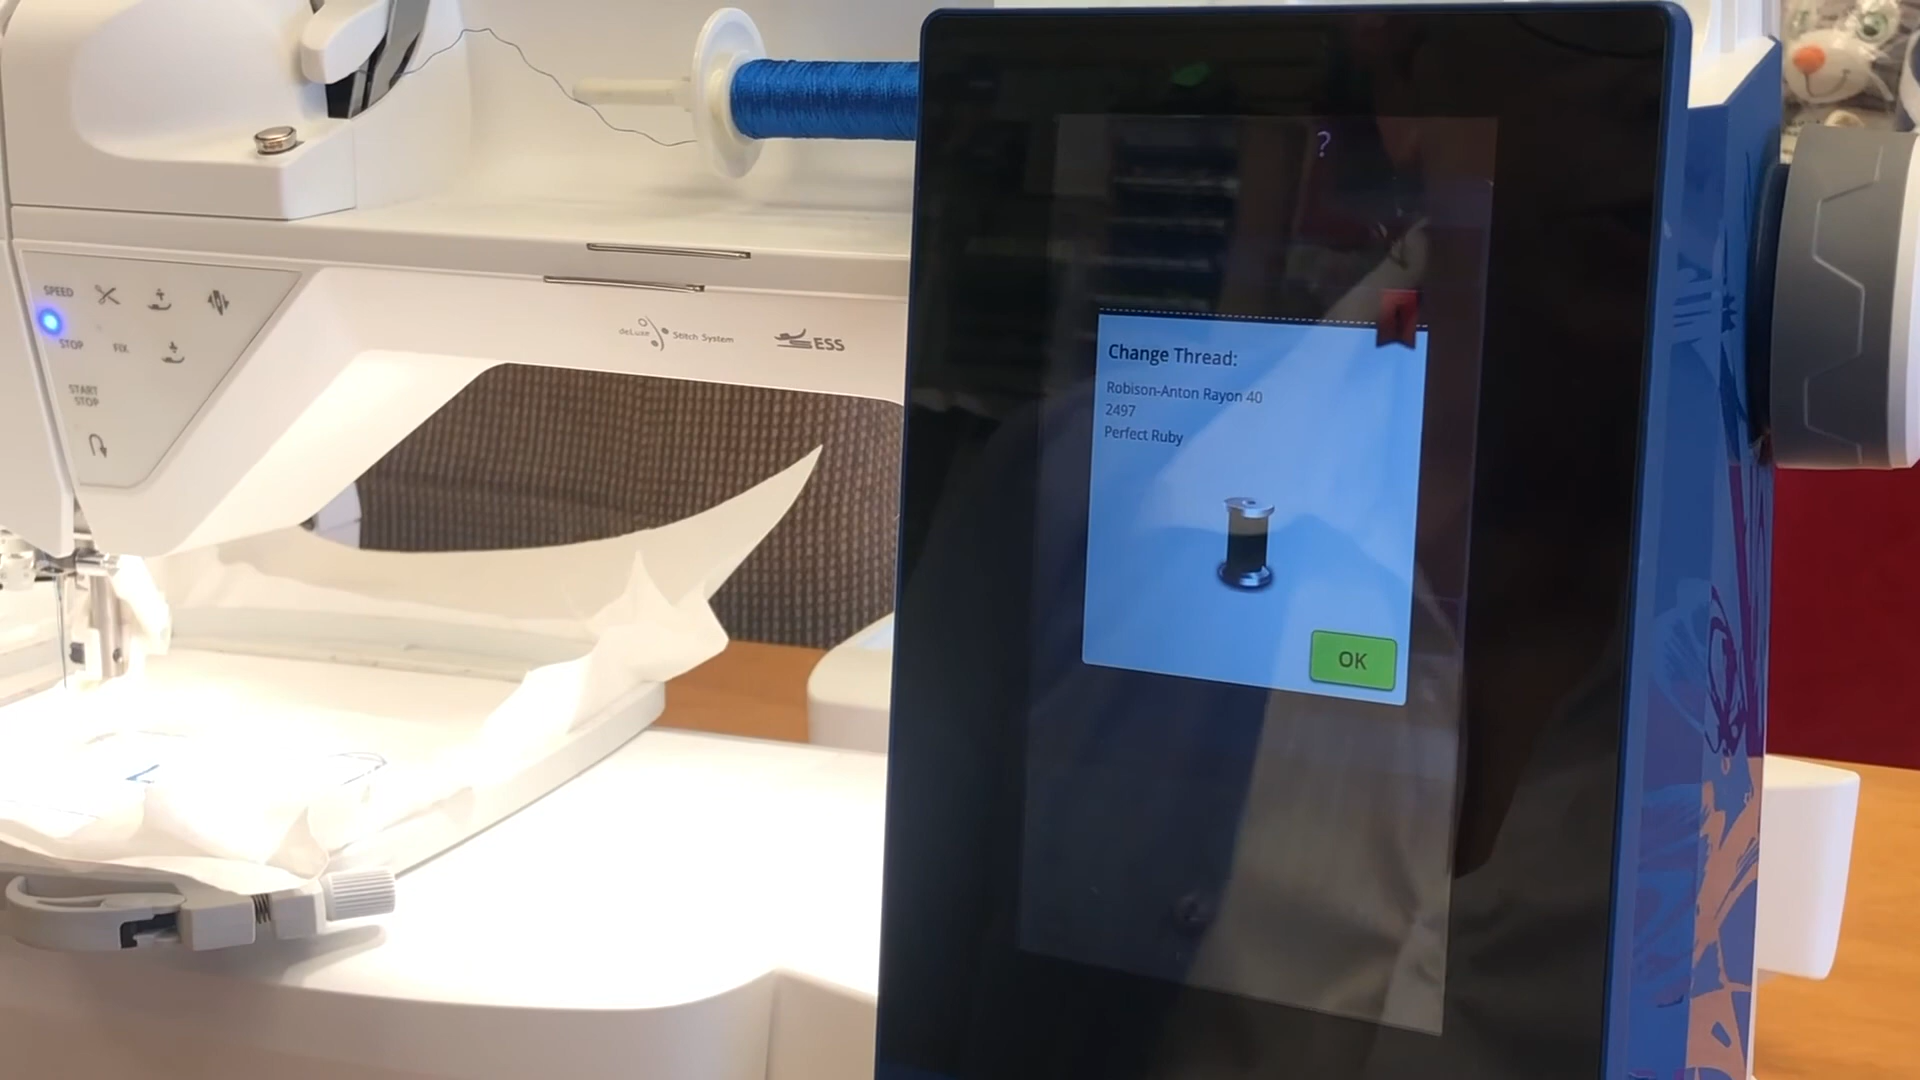 SPEED
STOP
FIX
START
STOP
deLuxe Stitch System
ESS
?
Change Thread:
Robison-Anton Rayon 40
2497
Perfect Ruby
OK